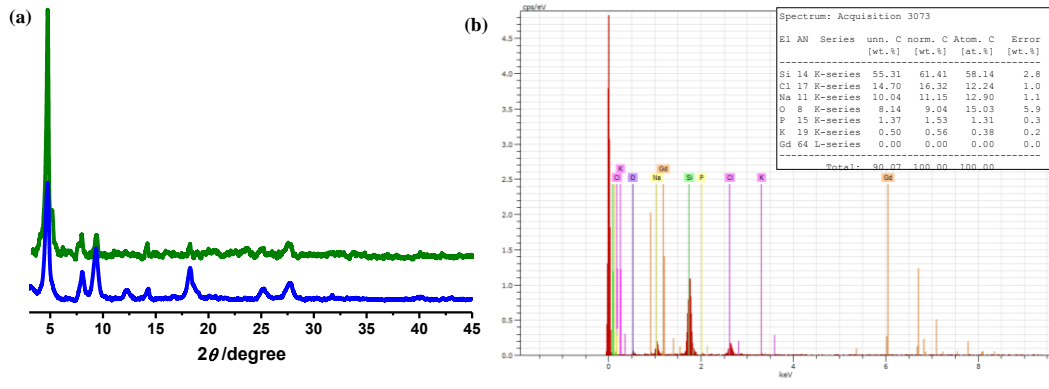 (a)
5 10 15 20 25 30 35 40 45
2θ /degree
(b)
cps/eV
4.5
4.0
3.5
3.0
2.5
2.0
1.5
1.0
0.5
0.0
K Gd
Cl O Na Si P Cl K Gd
0 2 4 6 8
keV
Spectrum: Acquisition 3073
El AN Series unn. C norm. C Atom. C Error
[wt.%] [wt.%] [at.%] [wt.%]
Si 14 K-series 55.31 61.41 58.14 2.8
Cl 17 K-series 14.70 16.32 12.24 1.0
Na 11 K-series 10.04 11.15 12.90 1.1
O 8 K-series 8.14 9.04 15.03 5.9
P 15 K-series 1.37 1.53 1.31 0.3
K 19 K-series 0.50 0.56 0.38 0.2
Gd 64 L-series 0.00 0.00 0.00 0.0
Total: 90.07 100.00 100.00